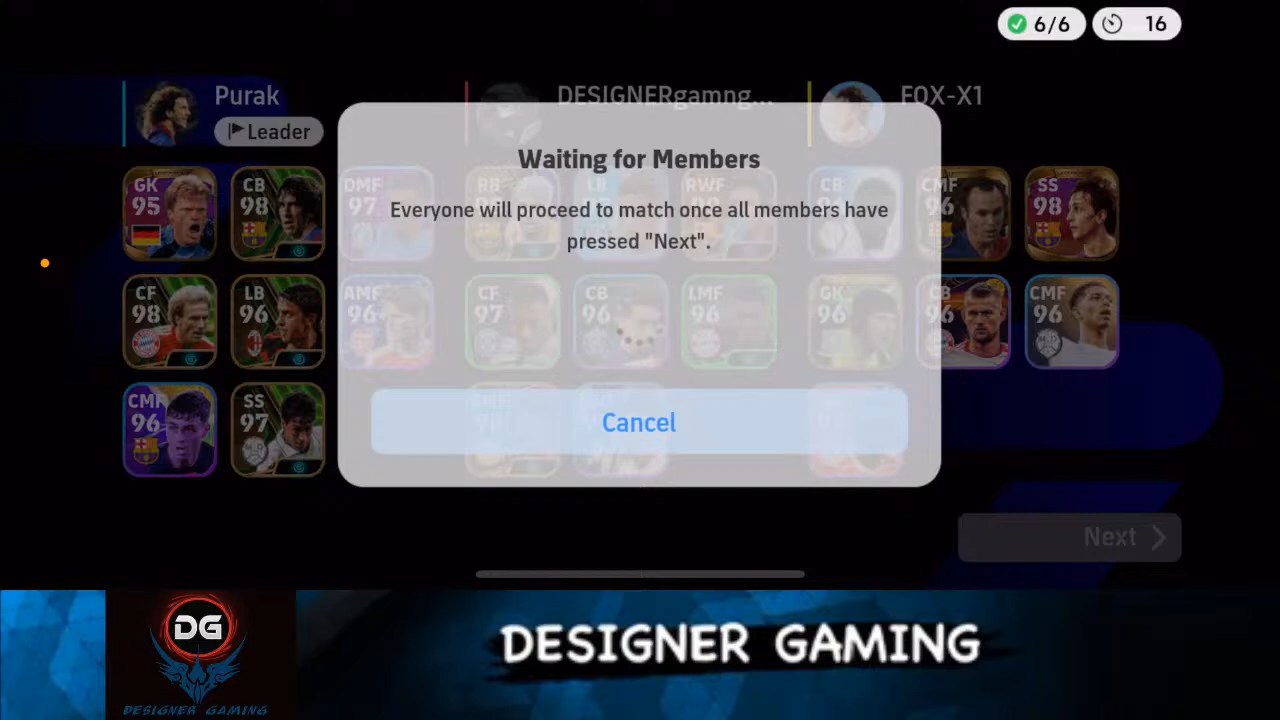 6/6
16
Purak
Leader
DESIGNERgamng...
FOX-X1
Waiting for Members
Everyone will proceed to match once all members have
pressed "Next".
GK
95
CB
98
DMF
97
RB
LB
RWF
CB
CMF
96
SS
98
CF
98
LB
96
AMF
96
CF
97
CB
96
LMF
96
GK
96
CB
96
CMF
96
CMF
96
SS
97
Cancel
Next
DG
DESIGNER GAMING
DESIGNER GAMING